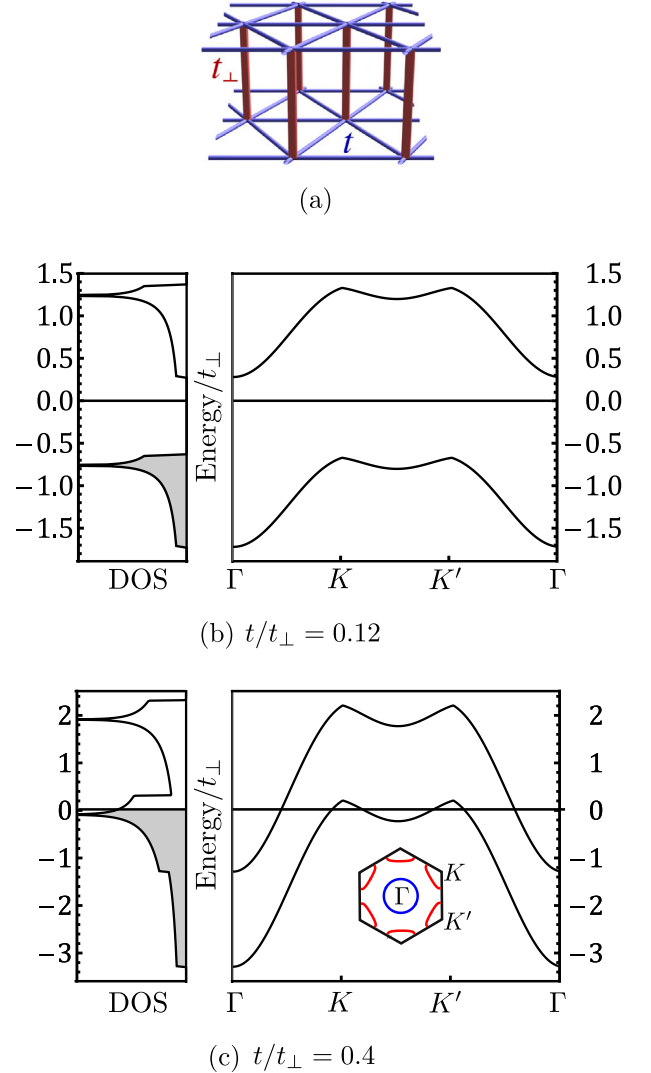 t⊥
t
(a)
1.5
1.0
0.5
0.0
−0.5
−1.0
−1.5
Energy/t⊥
1.5
1.0
0.5
0.0
−0.5
−1.0
−1.5
DOS
Γ K K′ Γ
(b) t/t⊥ = 0.12
2
1
0
−1
−2
−3
Energy/t⊥
2
1
0
−1
−2
−3
K
Γ
K′
DOS
Γ K K′ Γ
(c) t/t⊥ = 0.4